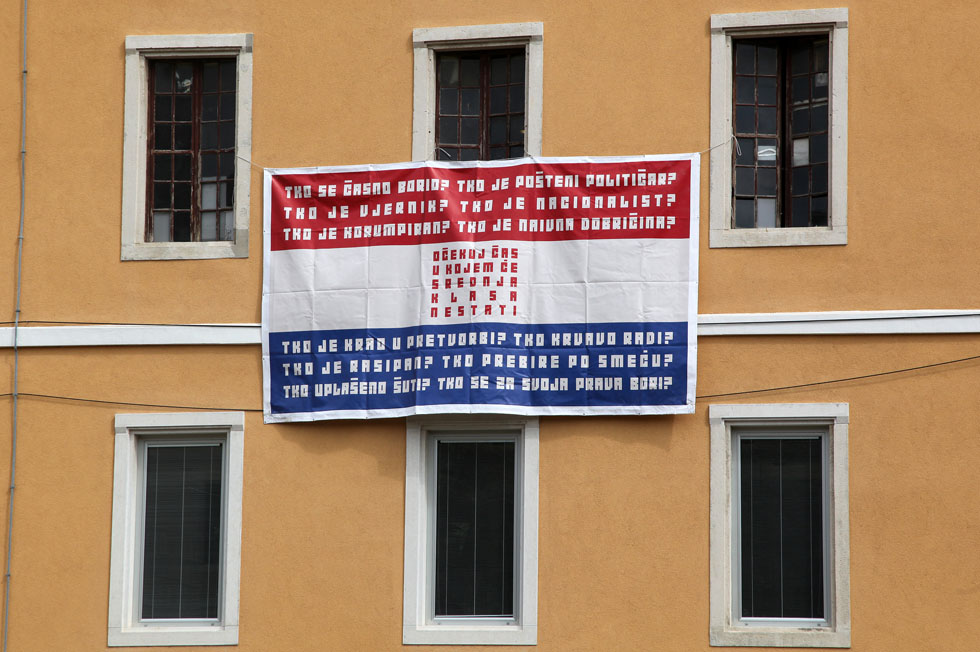 TKO SE ČASNO BORIO? TKO JE POŠTENI POLITIČAR?
TKO JE VJERNIK? TKO JE NACIONALIST?
TKO JE KORUMPIRAN? TKO JE NAIVNA DOBRIČINA?
OČEKUJ ČAS
U KOJEM ĆE
SREDNJA
KLASA
NESTATI
TKO JE KRAO U PRETVORBI? TKO KRVAVO RADI?
TKO JE RASIPAN? TKO PREBIRE PO SMEĆU?
TKO UPLAŠENO ŠUTI? TKO SE ZA SVOJA PRAVA BORI?